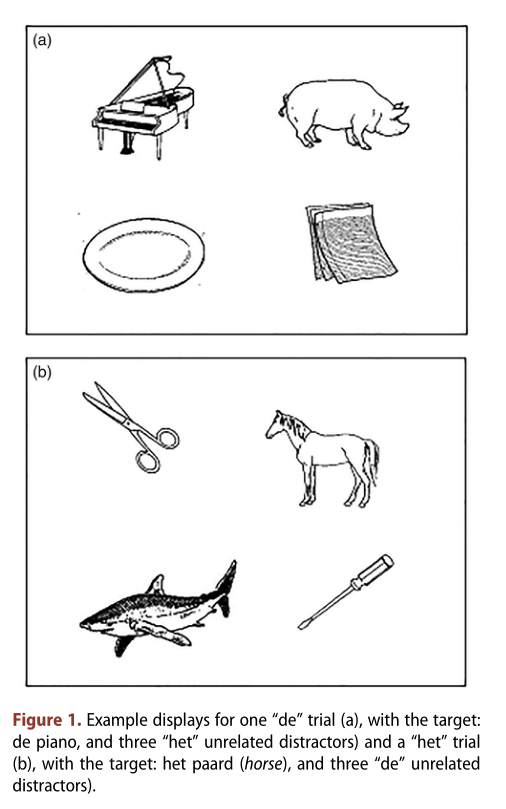 (a)
(b)
Figure 1. Example displays for one “de” trial (a), with the target:
de piano, and three “het” unrelated distractors) and a “het” trial
(b), with the target: het paard (horse), and three “de” unrelated
distractors).